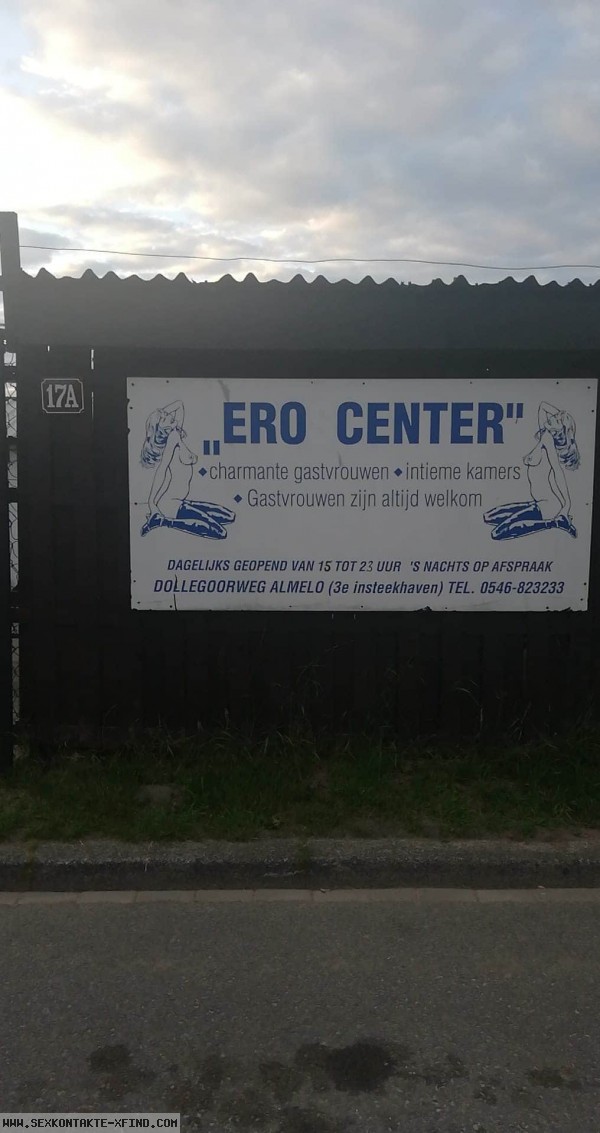 17A
„ERO CENTER"
◆charmante gastvrouwen ◆ intieme kamers
◆ Gastvrouwen zijn altijd welkom
DAGELIJKS GEOPEND VAN 15 TOT 23 UUR 'S NACHTS OP AFSPRAAK
DOLLEGOORWEG ALMELO (3e insteekhaven) TEL. 0546-823233
WWW.SEXKONTAKTE-XFIND.COM